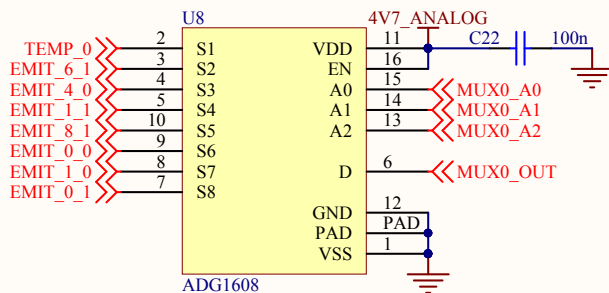 U8 4V7_ANALOG
TEMP_0 2 S1 VDD 11 C22 100n
EMIT_6_1 3 S2 EN 16
EMIT_4_0 4 S3 A0 15 MUX0_A0
EMIT_1_1 5 S4 A1 14 MUX0_A1
EMIT_8_1 10 S5 A2 13 MUX0_A2
EMIT_0_0 9 S6
EMIT_1_0 8 S7 D 6 MUX0_OUT
EMIT_0_1 7 S8
GND 12
PAD PAD
VSS 1
ADG1608